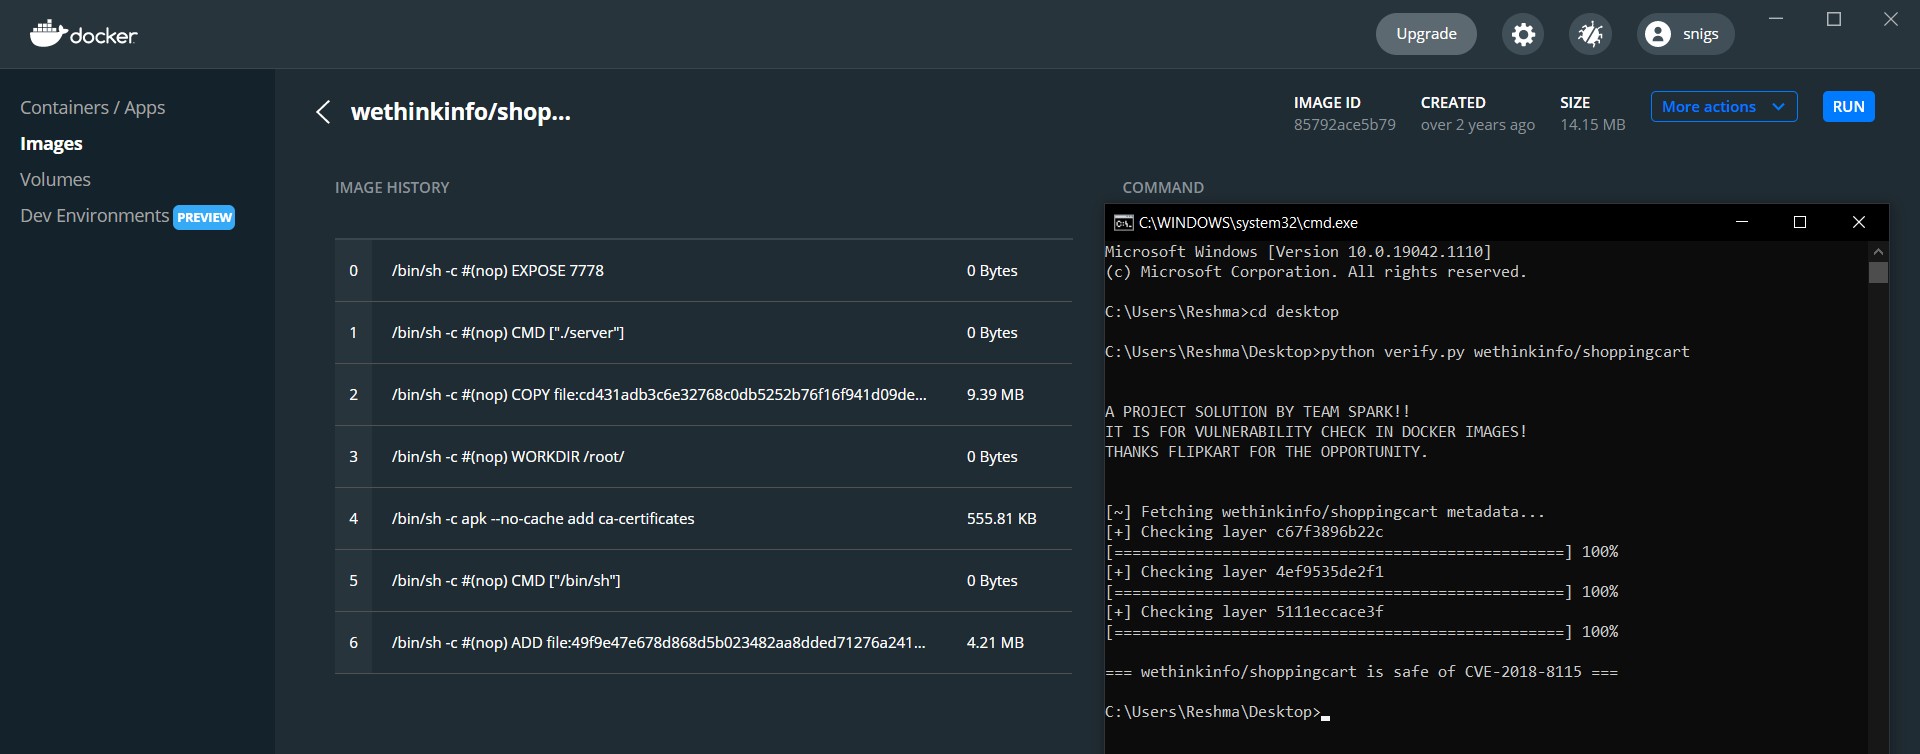 docker
Upgrade
snigs
Containers / Apps
Images
Volumes
Dev Environments PREVIEW
wethinkinfo/shop...
IMAGE ID
85792ace5b79
CREATED
over 2 years ago
SIZE
14.15 MB
More actions
RUN
IMAGE HISTORY
COMMAND
0 /bin/sh -c #(nop) EXPOSE 7778 0 Bytes
1 /bin/sh -c #(nop) CMD ["./server"] 0 Bytes
2 /bin/sh -c #(nop) COPY file:cd431adb3c6e32768c0db5252b76f16f941d09de... 9.39 MB
3 /bin/sh -c #(nop) WORKDIR /root/ 0 Bytes
4 /bin/sh -c apk --no-cache add ca-certificates 555.81 KB
5 /bin/sh -c #(nop) CMD ["/bin/sh"] 0 Bytes
6 /bin/sh -c #(nop) ADD file:49f9e47e678d868d5b023482aa8dded71276a241... 4.21 MB
C:\WINDOWS\system32\cmd.exe
Microsoft Windows [Version 10.0.19042.1110]
(c) Microsoft Corporation. All rights reserved.
C:\Users\Reshma>cd desktop
C:\Users\Reshma\Desktop>python verify.py wethinkinfo/shoppingcart
A PROJECT SOLUTION BY TEAM SPARK!!
IT IS FOR VULNERABILITY CHECK IN DOCKER IMAGES!
THANKS FLIPKART FOR THE OPPORTUNITY.
[~] Fetching wethinkinfo/shoppingcart metadata...
[+] Checking layer c67f3896b22c
[==================================================] 100%
[+] Checking layer 4ef9535de2f1
[==================================================] 100%
[+] Checking layer 5111eccace3f
[==================================================] 100%
=== wethinkinfo/shoppingcart is safe of CVE-2018-8115 ===
C:\Users\Reshma\Desktop>